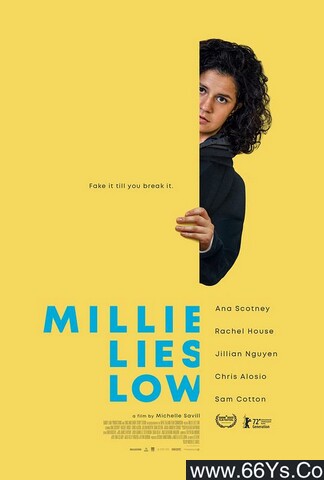 Fake it till you break it.
MILLIE
LIES
LOW
Ana Scotney
Rachel House
Jillian Nguyen
Chris Alosio
Sam Cotton
a film by Michelle Savill
72
Generation
www.66Ys.Co